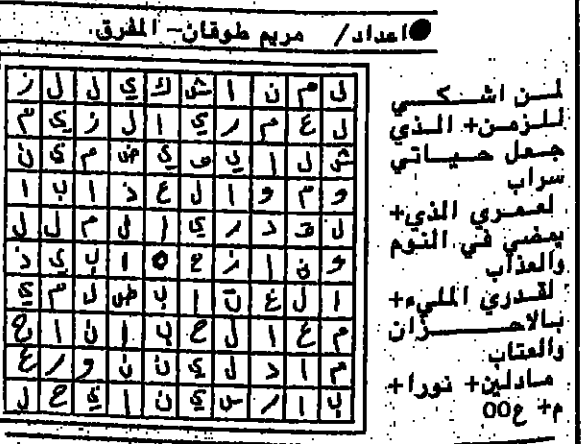 اعداد/ مريم طوقان- المفرق.
لمن اشكي
للزمن+ الذي
جعل حياتي
سراب
لعمري الذي+
يمضي في النوم
والعذاب
لقدري المليء+
بالاحزان
والعتاب
مادلين+ نورا+
م+ ع00
ل م ن ا ش ك ي ل ل ز
ل ع م ر ي ا ل ز ي م
ش ل ا ي و ي ض م ي ن
و م و ا ل ع ذ ا ب ا
ل ق د ر ي ا ل م ل ل
و ن ا ز ح ه ا ب ي ذ
ا ل ع ت ا ب ض ل م ي
م ع ا ل ح ب ا ن ا ج
م ا د ل ي ن ن و ر ع
ب ا ر س ي ن ا ي ح ل